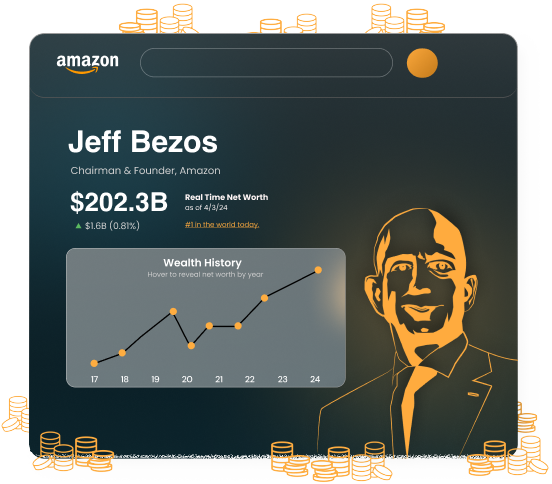 amazon
Jeff Bezos
Chairman & Founder, Amazon
$202.3B
Real Time Net Worth
as of 4/3/24
$1.6B (0.81%)
#1 in the world today.
Wealth History
Hover to reveal net worth by year
17 18 19 20 21 22 23 24